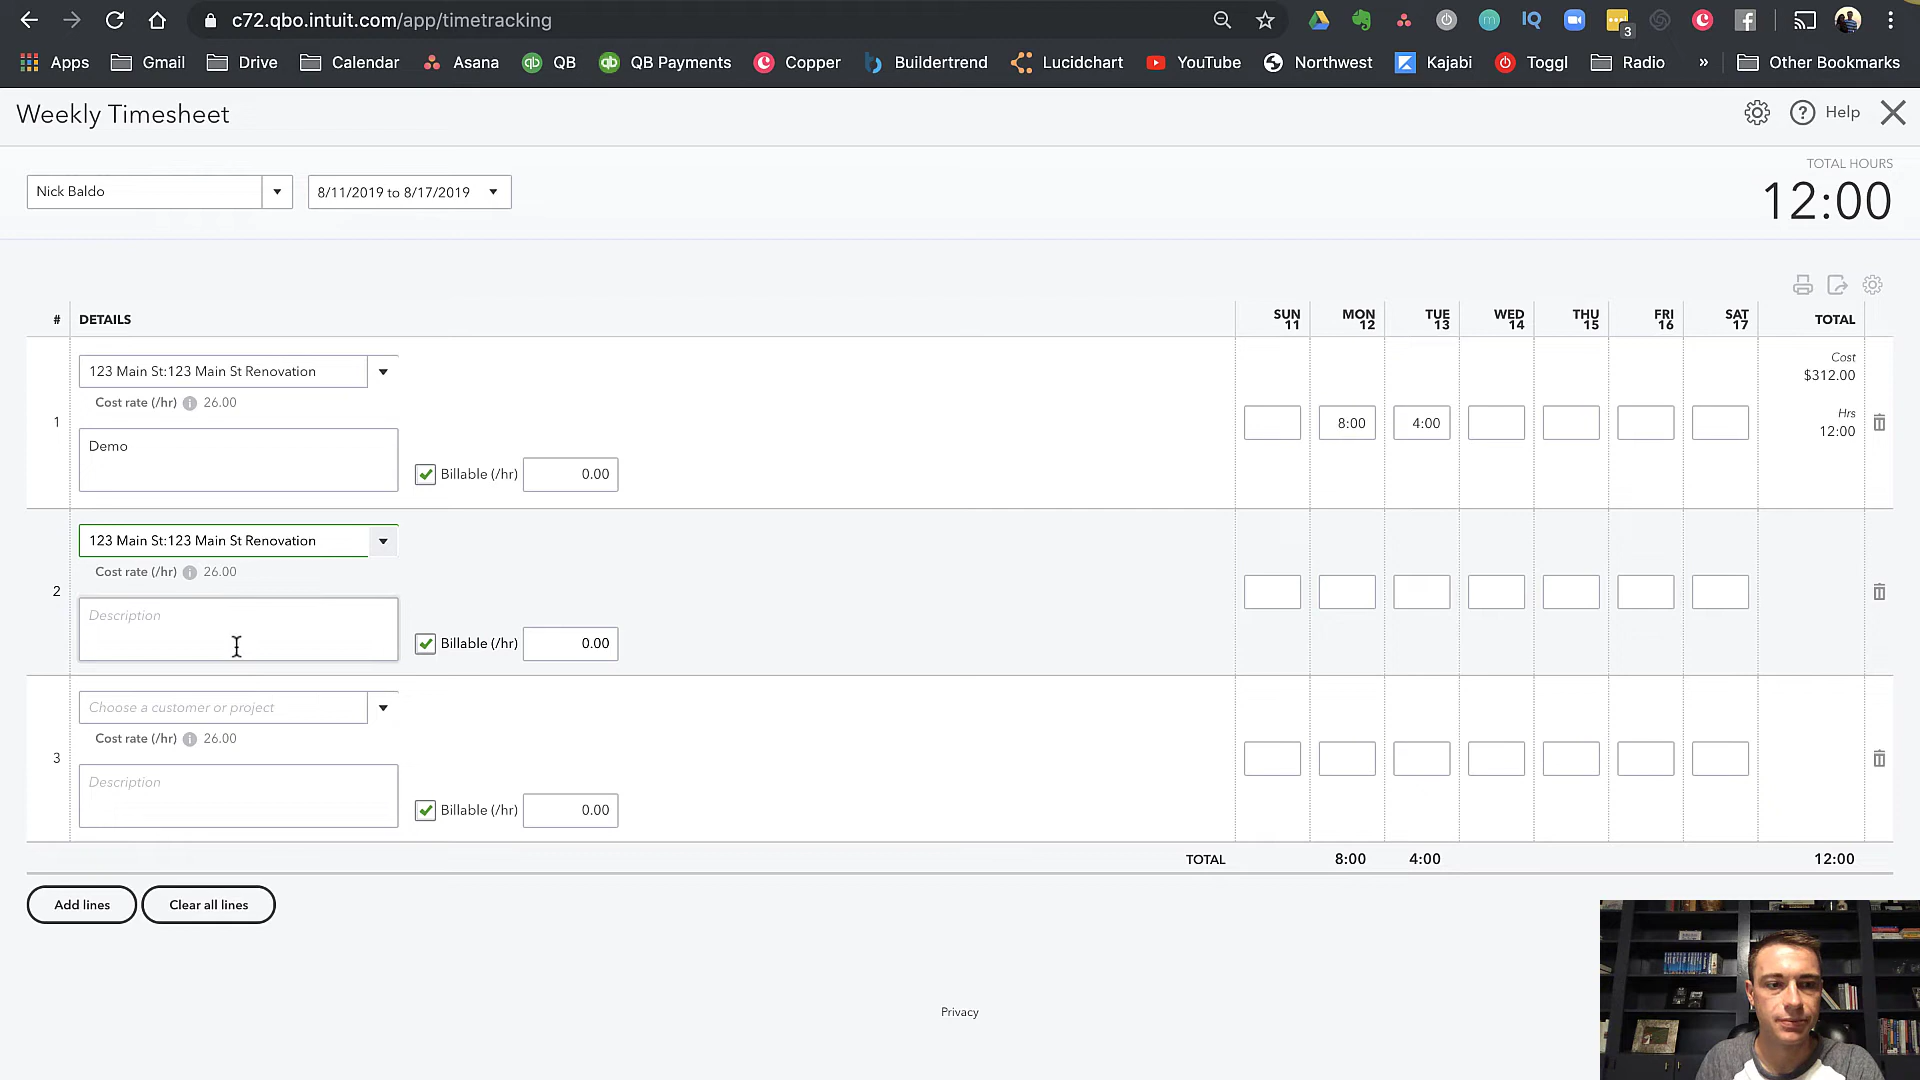 c72.qbo.intuit.com/app/timetracking
3
Apps Gmail Drive Calendar Asana QB QB Payments Copper Buildertrend Lucidchart YouTube Northwest Kajabi Toggl Radio » Other Bookmarks
Weekly Timesheet
Help
TOTAL HOURS
12:00
Nick Baldo
8/11/2019 to 8/17/2019
# DETAILS SUN 11 MON 12 TUE 13 WED 14 THU 15 FRI 16 SAT 17 TOTAL
1
123 Main St:123 Main St Renovation
Cost rate (/hr) 26.00
Demo
Billable (/hr) 0.00
8:00 4:00
Cost
$312.00
Hrs
12:00
2
123 Main St:123 Main St Renovation
Cost rate (/hr) 26.00
Description
Billable (/hr) 0.00
3
Choose a customer or project
Cost rate (/hr) 26.00
Description
Billable (/hr) 0.00
TOTAL 8:00 4:00 12:00
Add lines Clear all lines
Privacy